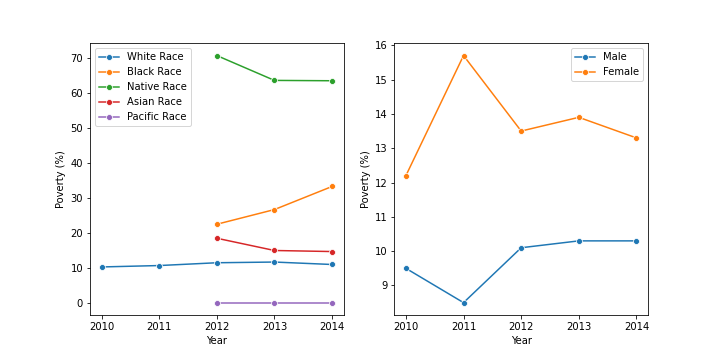 White Race
Black Race
Native Race
Asian Race
Pacific Race
70
60
50
40
30
20
10
0
Poverty (%)
2010 2011 2012 2013 2014
Year
Male
Female
16
15
14
13
12
11
10
9
Poverty (%)
2010 2011 2012 2013 2014
Year